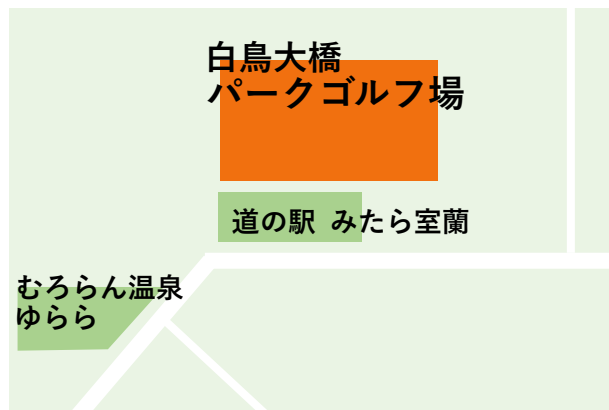 白鳥大橋
パークゴルフ場
道の駅 みたら室蘭
むろらん温泉
ゆらら